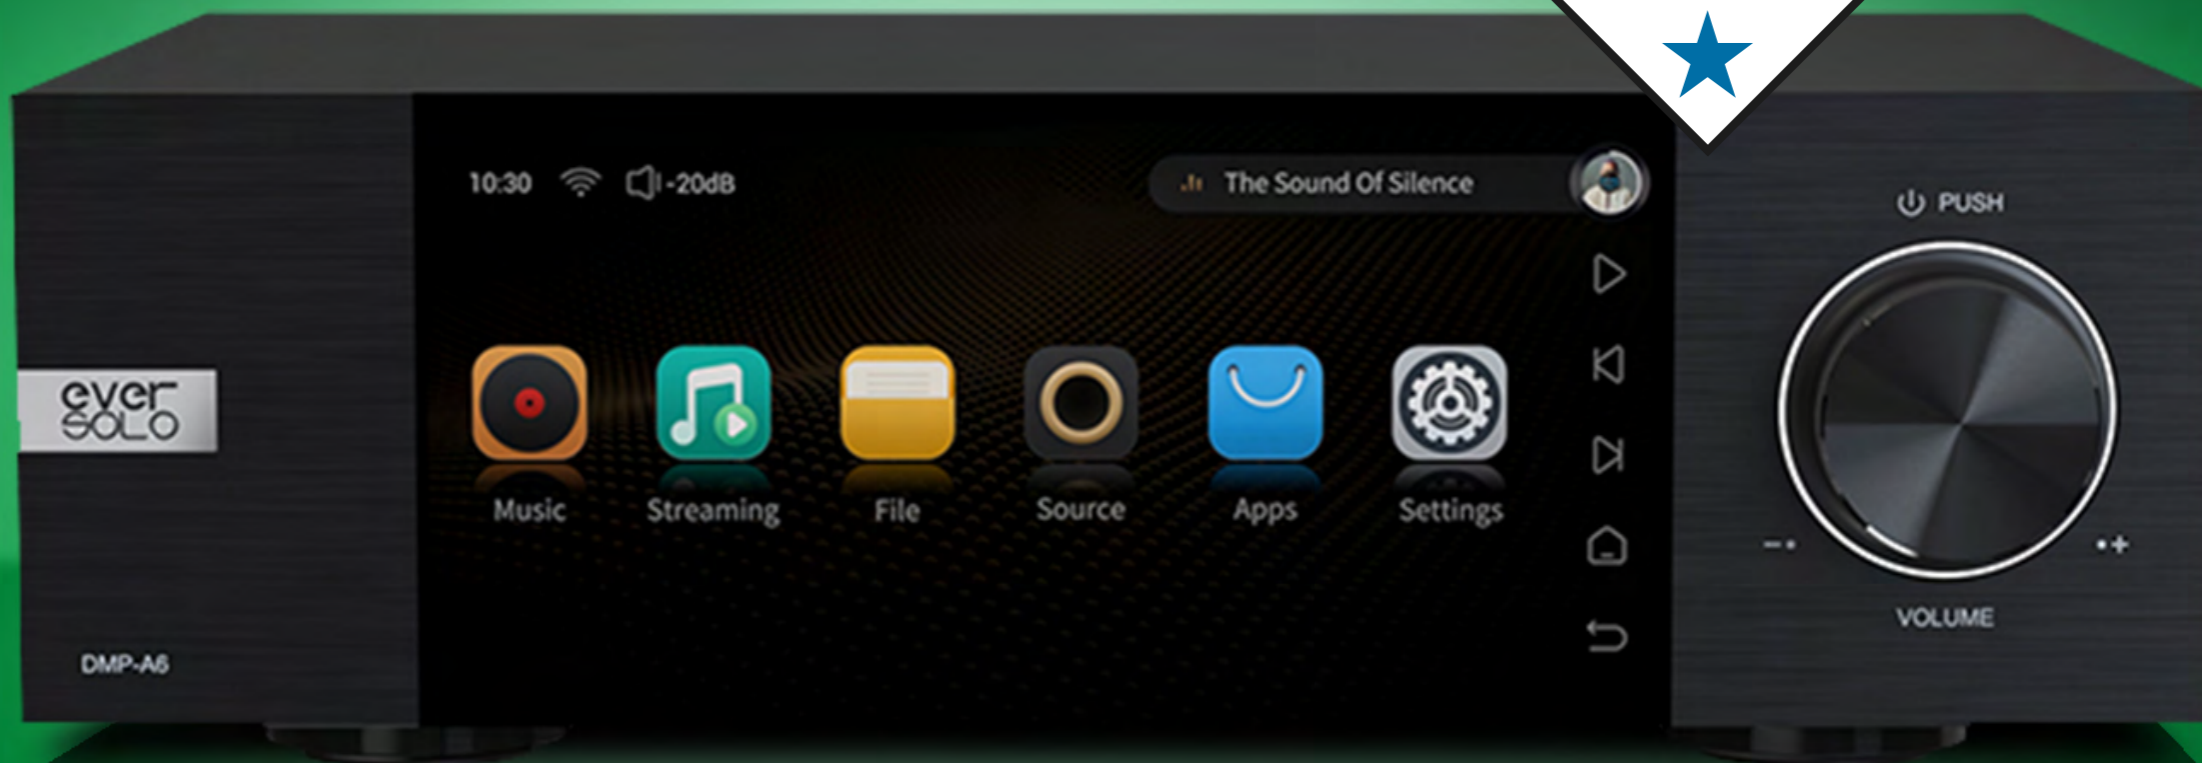 10:30
-20dB
The Sound Of Silence
PUSH
ever
SOLO
Music
Streaming
File
Source
Apps
Settings
VOLUME
DMP-A6